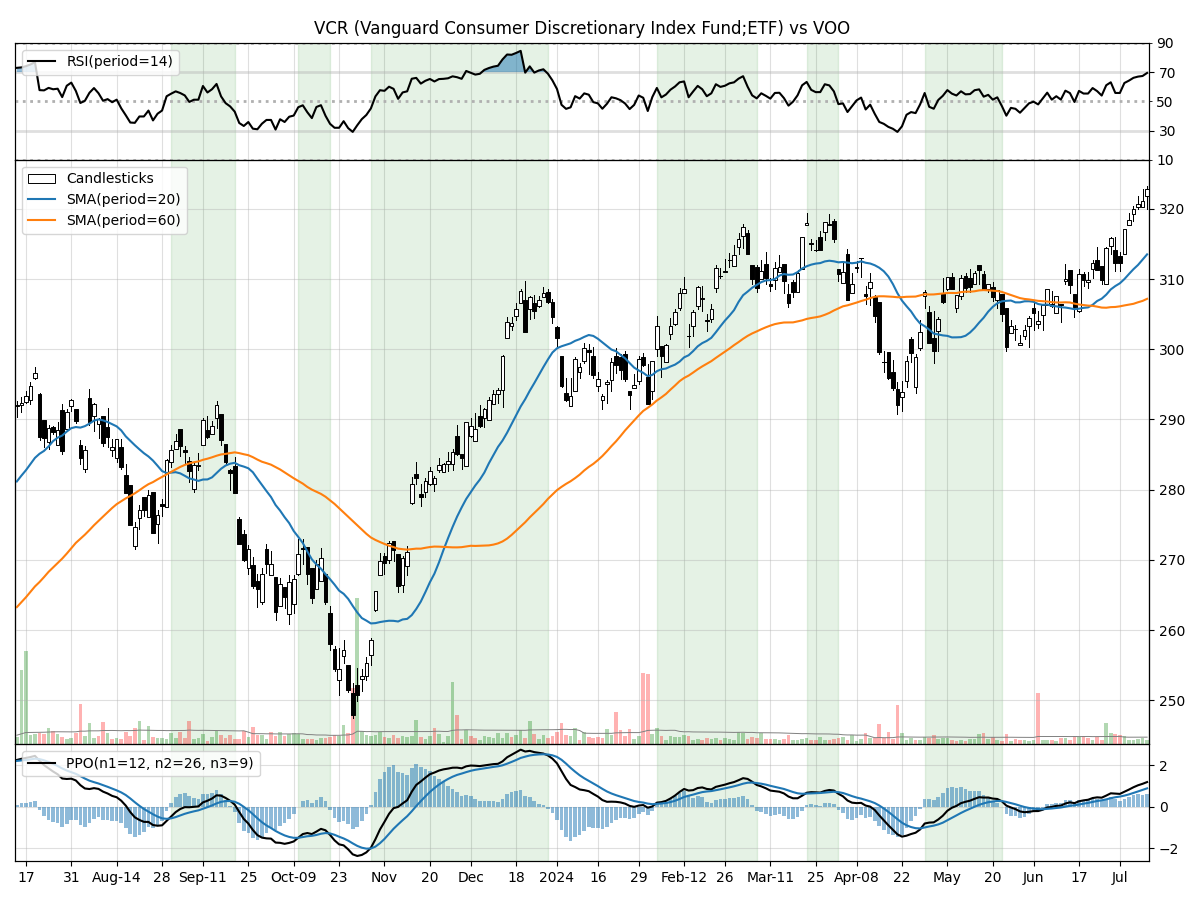 VCR (Vanguard Consumer Discretionary Index Fund;ETF) vs VOO
RSI(period=14)
90
70
50
30
10
Candlesticks
SMA(period=20)
SMA(period=60)
320
310
300
290
280
270
260
250
PPO(n1=12, n2=26, n3=9)
2
0
−2
17 31 Aug-14 28 Sep-11 25 Oct-09 23 Nov 20 Dec 18 2024 16 29 Feb-12 26 Mar-11 25 Apr-08 22 May 20 Jun 17 Jul